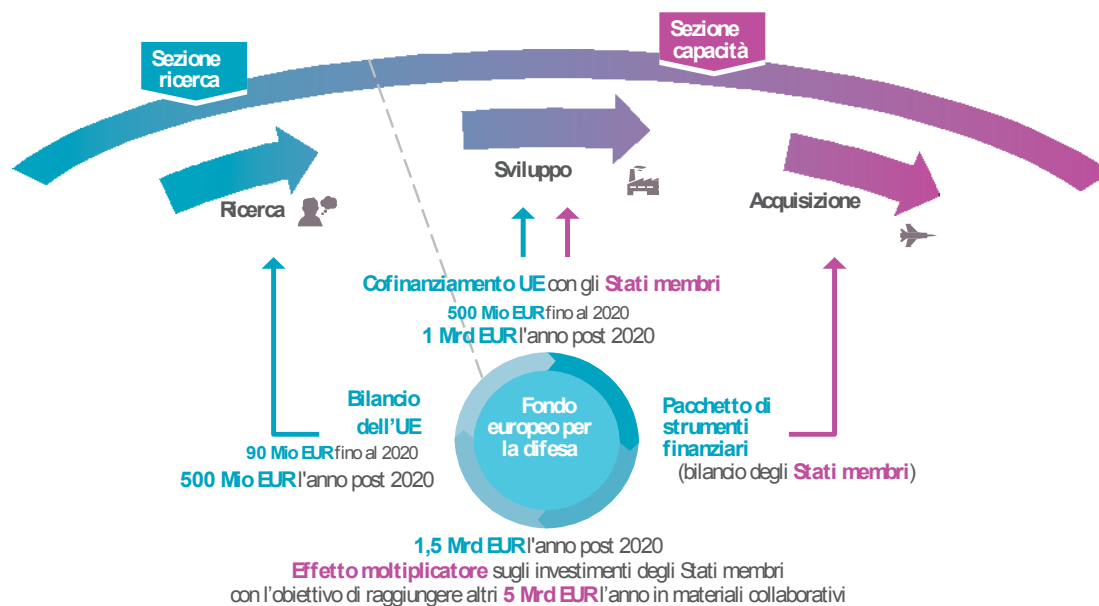 Sezione
ricerca
Sezione
capacità
Ricerca
Sviluppo
Acquisizione
Cofinanziamento UE con gli Stati membri
500 Mio EUR fino al 2020
1 Mrd EUR l'anno post 2020
Bilancio
dell'UE
90 Mio EUR fino al 2020
500 Mio EUR l'anno post 2020
Fondo
europeo per
la difesa
Pacchetto di
strumenti
finanziari
(bilancio degli Stati membri)
1,5 Mrd EUR l'anno post 2020
Effetto moltiplicatore sugli investimenti degli Stati membri
con l'obiettivo di raggiungere altri 5 Mrd EUR l'anno in materiali collaborativi